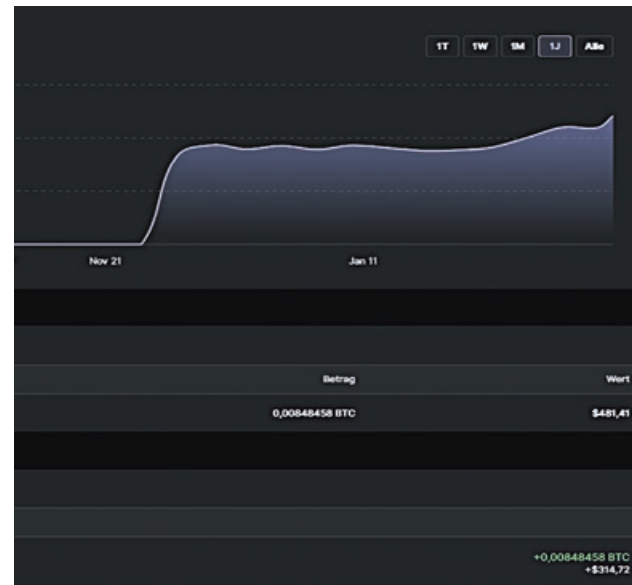 1T 1W 1M 1J Alle
Nov 21 Jan 11
Betrag Wert
0,00848458 BTC $481,41
+0,00848458 BTC
+$314,72